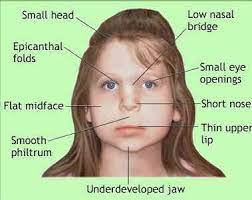 Small head
Low nasal
bridge
Epicanthal
folds
Small eye
openings
Flat midface
Short nose
Smooth
philtrum
Thin upper
lip
Underdeveloped jaw